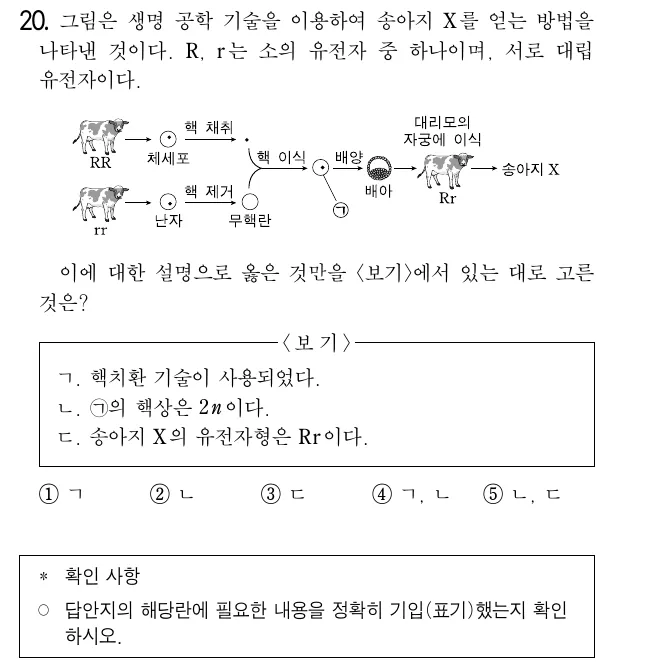 20. 그림은 생명 공학 기술을 이용하여 송아지 X를 얻는 방법을
나타낸 것이다. R, r는 소의 유전자 중 하나이며, 서로 대립
유전자이다.
대리모의
자궁에 이식
핵 채취
RR
체세포
핵 이식
배양
배아
Rr
송아지 X
핵 제거
rr
난자
무핵란
㉠
이에 대한 설명으로 옳은 것만을 〈보기〉에서 있는 대로 고른
것은?
〈보 기〉
ㄱ. 핵치환 기술이 사용되었다.
ㄴ. ㉠의 핵상은 2n이다.
ㄷ. 송아지 X의 유전자형은 Rr이다.
① ㄱ ② ㄴ ③ ㄷ ④ ㄱ, ㄴ ⑤ ㄴ, ㄷ
* 확인 사항
○ 답안지의 해당란에 필요한 내용을 정확히 기입(표기)했는지 확인
하시오.